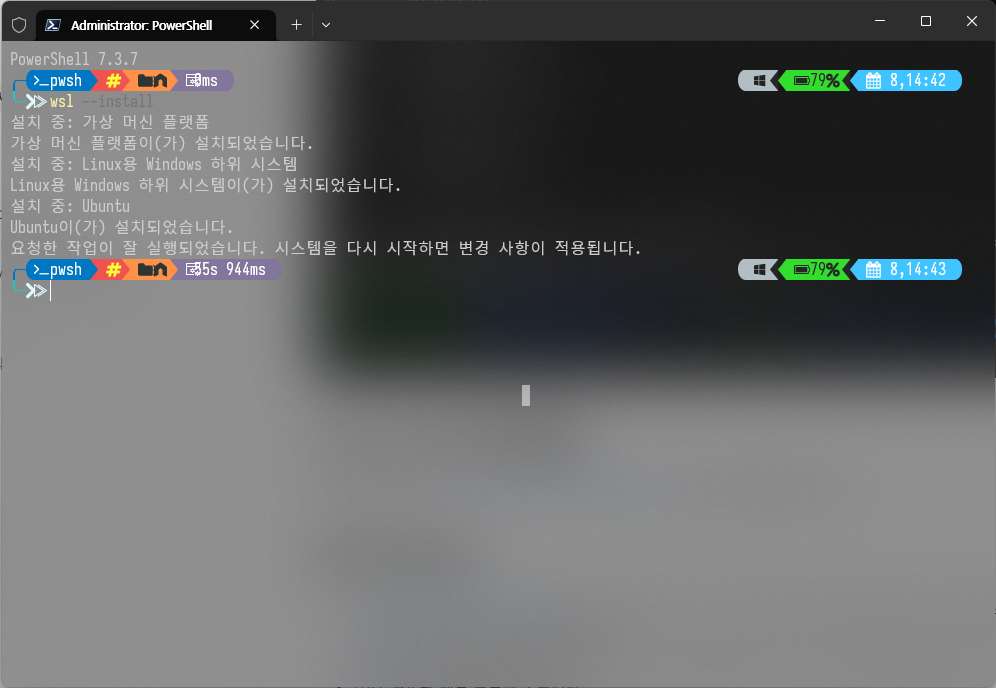 Administrator: PowerShell
PowerShell 7.3.7
>_pwsh # 0ms 79% 8,14:42
wsl --install
설치 중: 가상 머신 플랫폼
가상 머신 플랫폼이(가) 설치되었습니다.
설치 중: Linux용 Windows 하위 시스템
Linux용 Windows 하위 시스템이(가) 설치되었습니다.
설치 중: Ubuntu
Ubuntu이(가) 설치되었습니다.
요청한 작업이 잘 실행되었습니다. 시스템을 다시 시작하면 변경 사항이 적용됩니다.
>_pwsh # 55s 944ms 79% 8,14:43